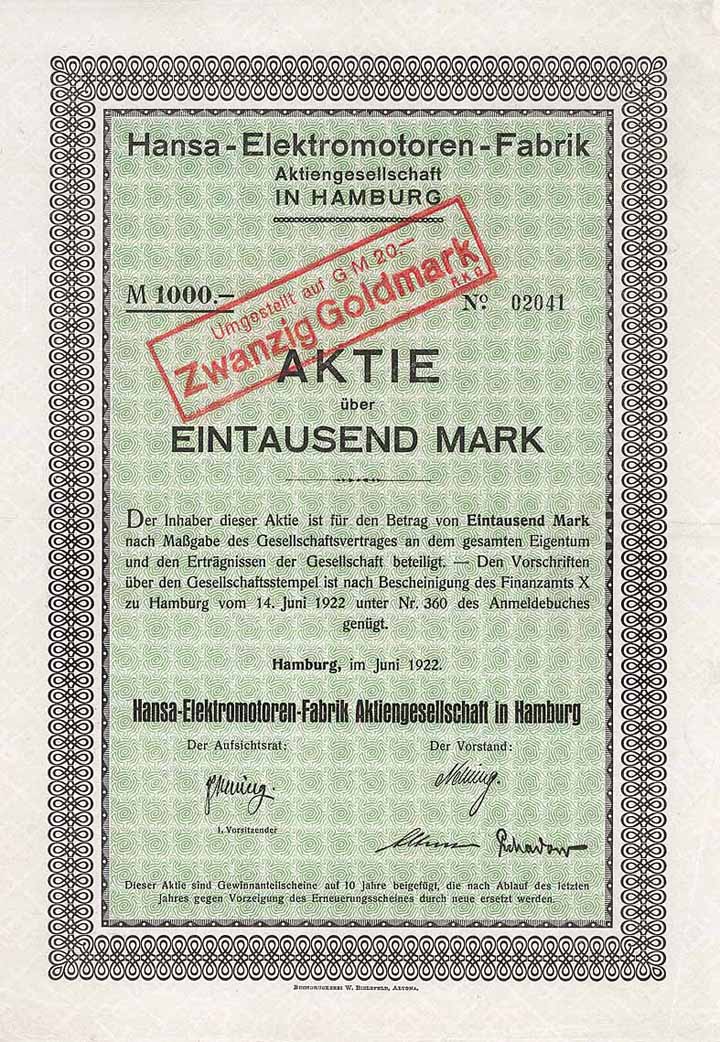 Hansa-Elektromotoren-Fabrik
Aktiengesellschaft
IN HAMBURG
Umgestellt auf GM 20.—
Zwanzig Goldmark
M 1000.—
No. 02041
AKTIE
über
EINTAUSEND MARK
Der Inhaber dieser Aktie ist für den Betrag von Eintausend Mark
nach Maßgabe des Gesellschaftsvertrages an dem gesamten Eigentum
und den Erträgnissen der Gesellschaft beteiligt. — Den Vorschriften
über den Gesellschaftsstempel ist nach Bescheinigung des Finanzamts X
zu Hamburg vom 14. Juni 1922 unter Nr. 360 des Anmeldebuches
genügt.
Hamburg, im Juni 1922.
Hansa-Elektromotoren-Fabrik Aktiengesellschaft in Hamburg
Der Aufsichtsrat:
Der Vorstand:
1. Vorsitzender
Dieser Aktie sind Gewinnanteilscheine auf 10 Jahre beigefügt, die nach Ablauf des letzten
Jahres gegen Vorzeigung des Erneuerungsscheines durch neue ersetzt werden.
BUCHDRUCKEREI W. BIELEFELD, ALTONA.